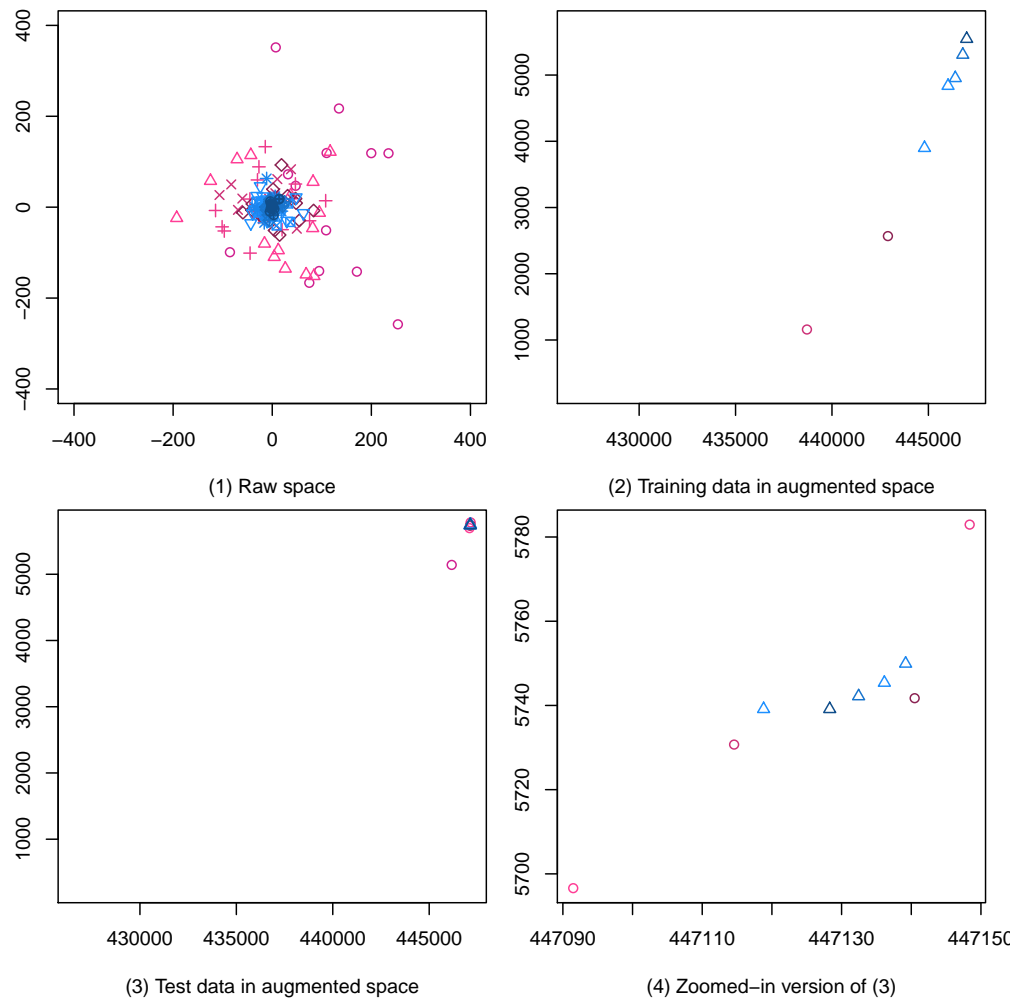 400
200
0
−200
−400
−400 −200 0 200 400
(1) Raw space
5000
4000
3000
2000
1000
430000 435000 440000 445000
(2) Training data in augmented space
5000
4000
3000
2000
1000
430000 435000 440000 445000
(3) Test data in augmented space
5780
5760
5740
5720
5700
447090 447110 447130 447150
(4) Zoomed−in version of (3)